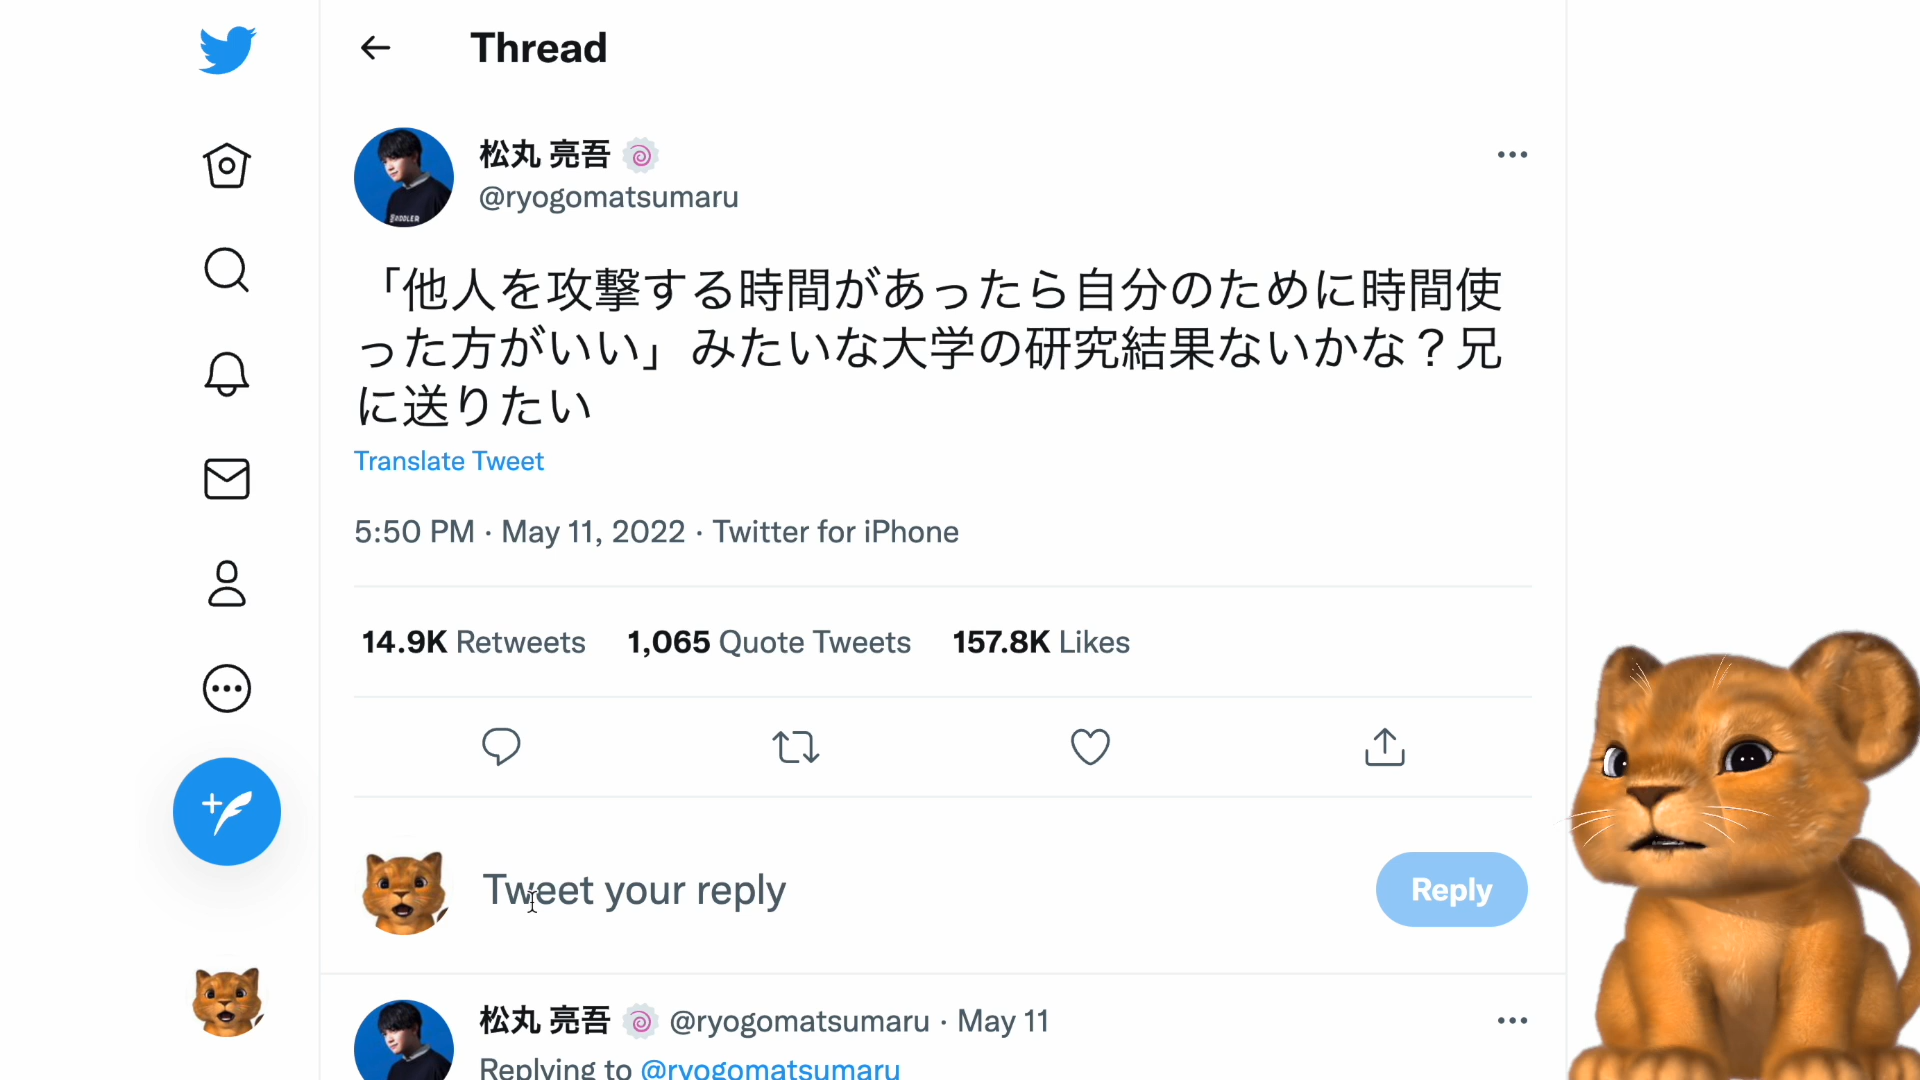 Thread
松丸 亮吾 🍥
@ryogomatsumaru
「他人を攻撃する時間があったら自分のために時間使
った方がいい」みたいな大学の研究結果ないかな？兄
に送りたい
Translate Tweet
5:50 PM · May 11, 2022 · Twitter for iPhone
14.9K Retweets 1,065 Quote Tweets 157.8K Likes
Tweet your reply
Reply
松丸 亮吾 🍥 @ryogomatsumaru · May 11
Replying to @ryogomatsumaru